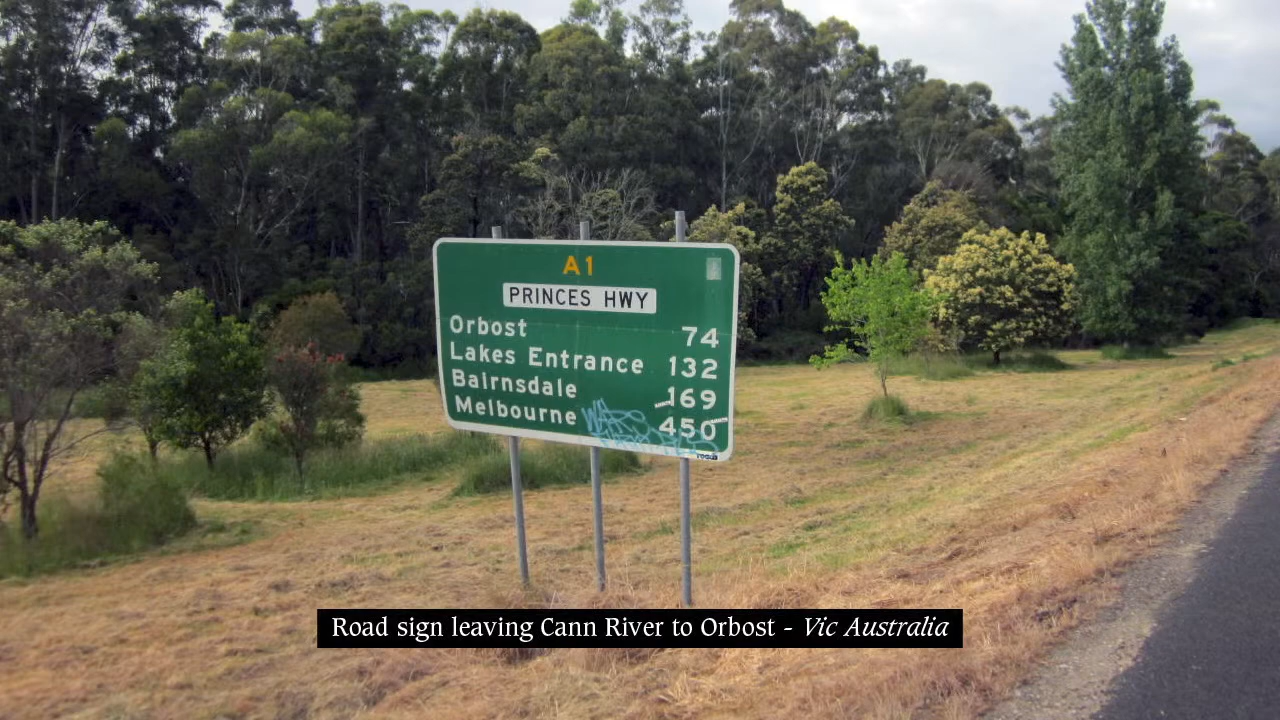 A1
PRINCES HWY
Orbost 74
Lakes Entrance 132
Bairnsdale 169
Melbourne 450
Road sign leaving Cann River to Orbost - Vic Australia